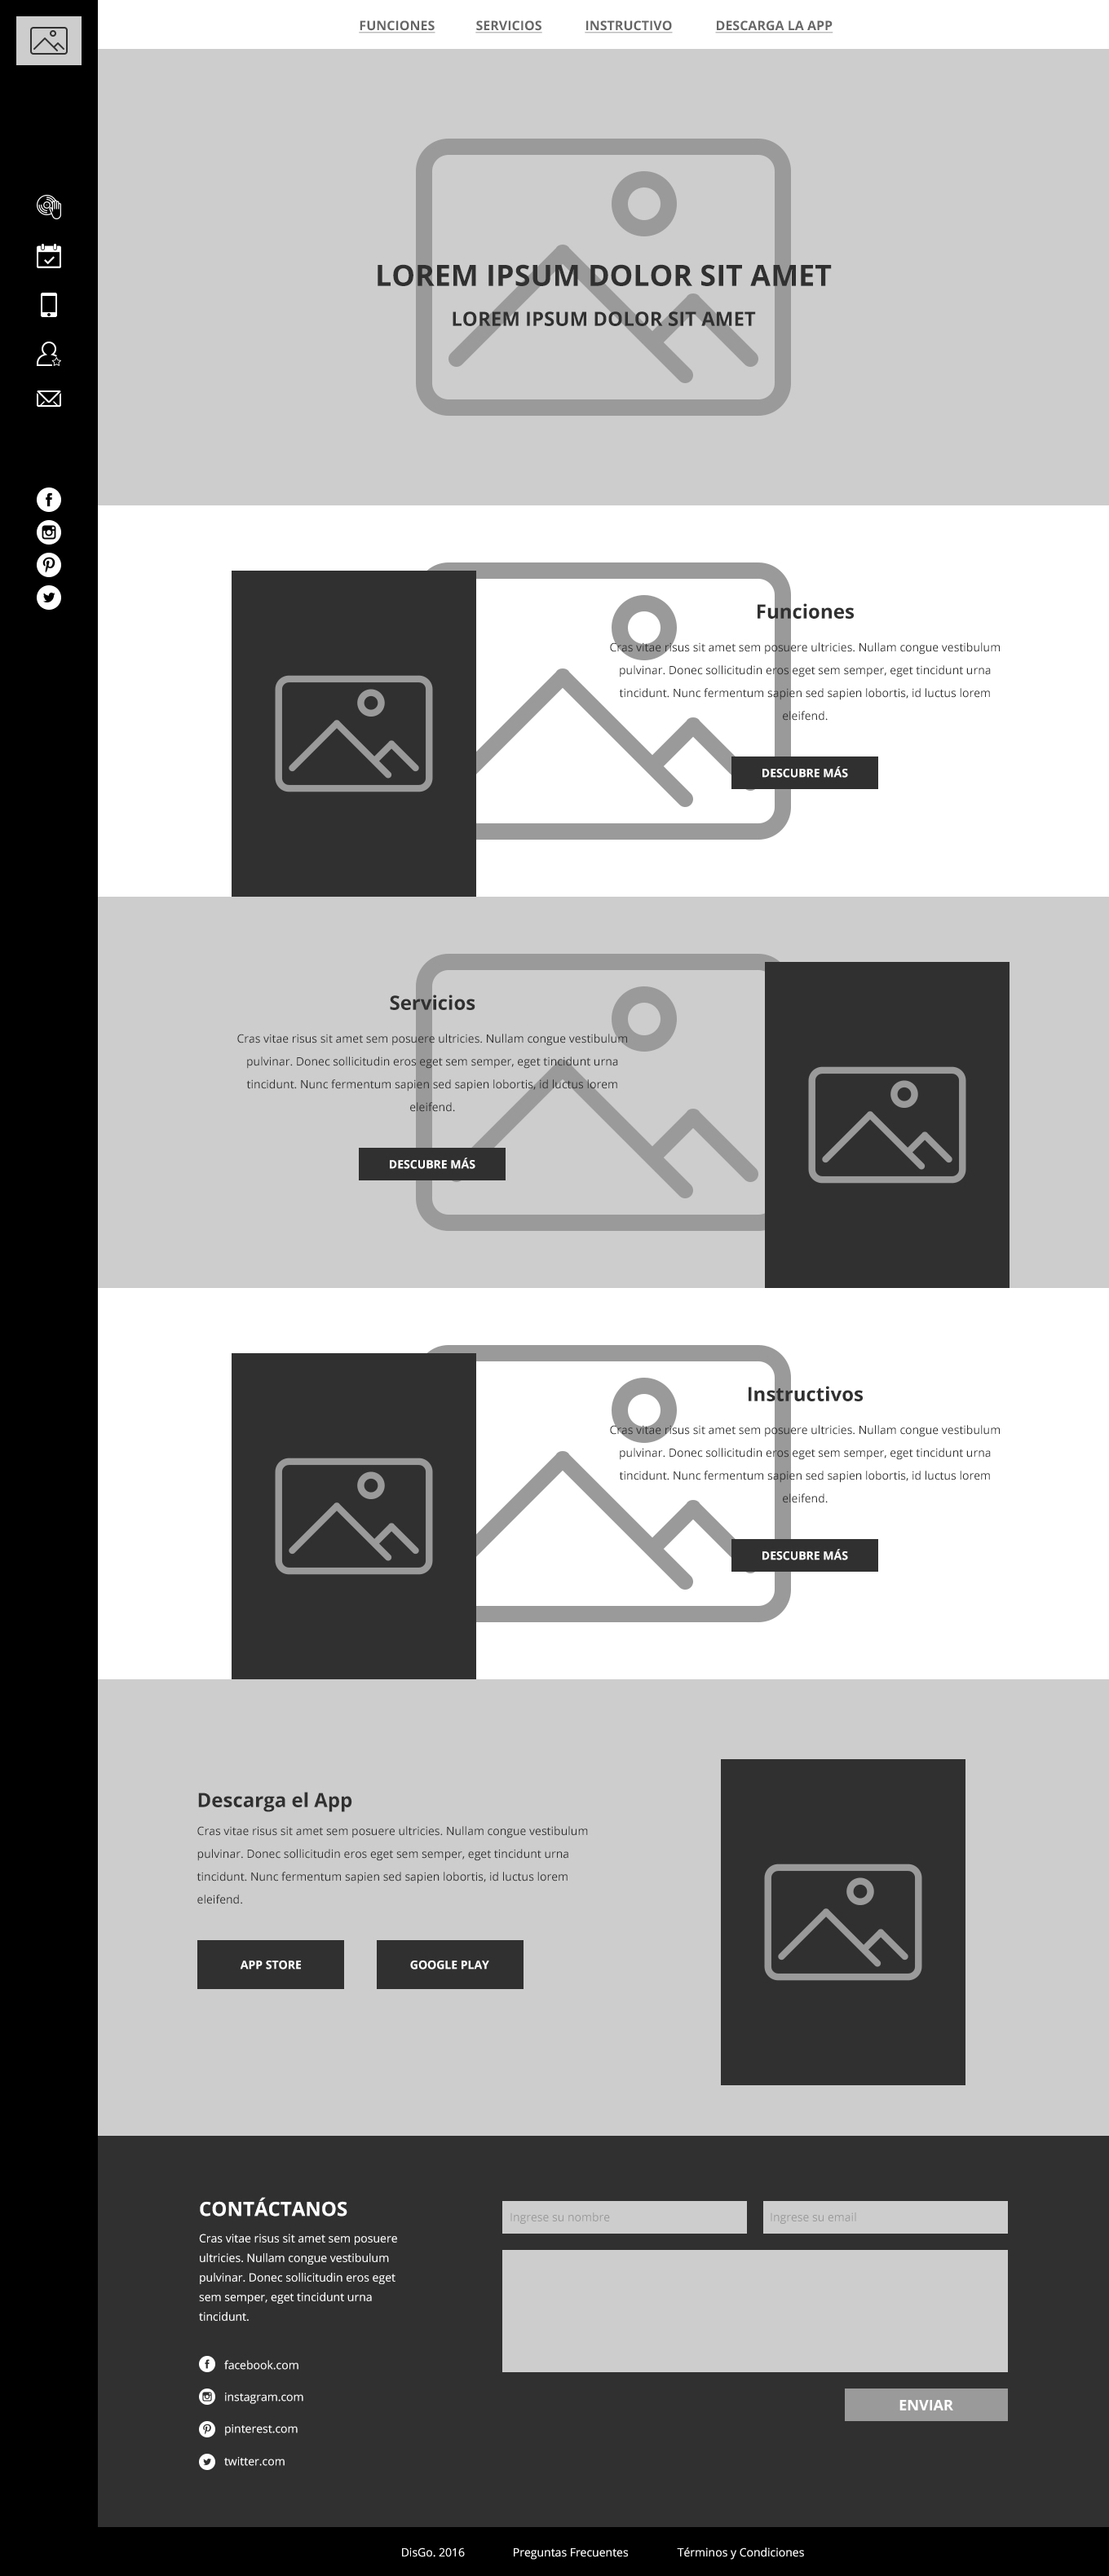 FUNCIONES SERVICIOS INSTRUCTIVO DESCARGA LA APP
LOREM IPSUM DOLOR SIT AMET
LOREM IPSUM DOLOR SIT AMET
Funciones
Cras vitae risus sit amet sem posuere ultricies. Nullam congue vestibulum
pulvinar. Donec sollicitudin eros eget sem semper, eget tincidunt urna
tincidunt. Nunc fermentum sapien sed sapien lobortis, id luctus lorem
eleifend.
DESCUBRE MÁS
Servicios
Cras vitae risus sit amet sem posuere ultricies. Nullam congue vestibulum
pulvinar. Donec sollicitudin eros eget sem semper, eget tincidunt urna
tincidunt. Nunc fermentum sapien sed sapien lobortis, id luctus lorem
eleifend.
DESCUBRE MÁS
Instructivos
Cras vitae risus sit amet sem posuere ultricies. Nullam congue vestibulum
pulvinar. Donec sollicitudin eros eget sem semper, eget tincidunt urna
tincidunt. Nunc fermentum sapien sed sapien lobortis, id luctus lorem
eleifend.
DESCUBRE MÁS
Descarga el App
Cras vitae risus sit amet sem posuere ultricies. Nullam congue vestibulum
pulvinar. Donec sollicitudin eros eget sem semper, eget tincidunt urna
tincidunt. Nunc fermentum sapien sed sapien lobortis, id luctus lorem
eleifend.
APP STORE GOOGLE PLAY
CONTÁCTANOS
Cras vitae risus sit amet sem posuere
ultricies. Nullam congue vestibulum
pulvinar. Donec sollicitudin eros eget
sem semper, eget tincidunt urna
tincidunt.
facebook.com
instagram.com
pinterest.com
twitter.com
Ingrese su nombre Ingrese su email
ENVIAR
DisGo. 2016 Preguntas Frecuentes Términos y Condiciones